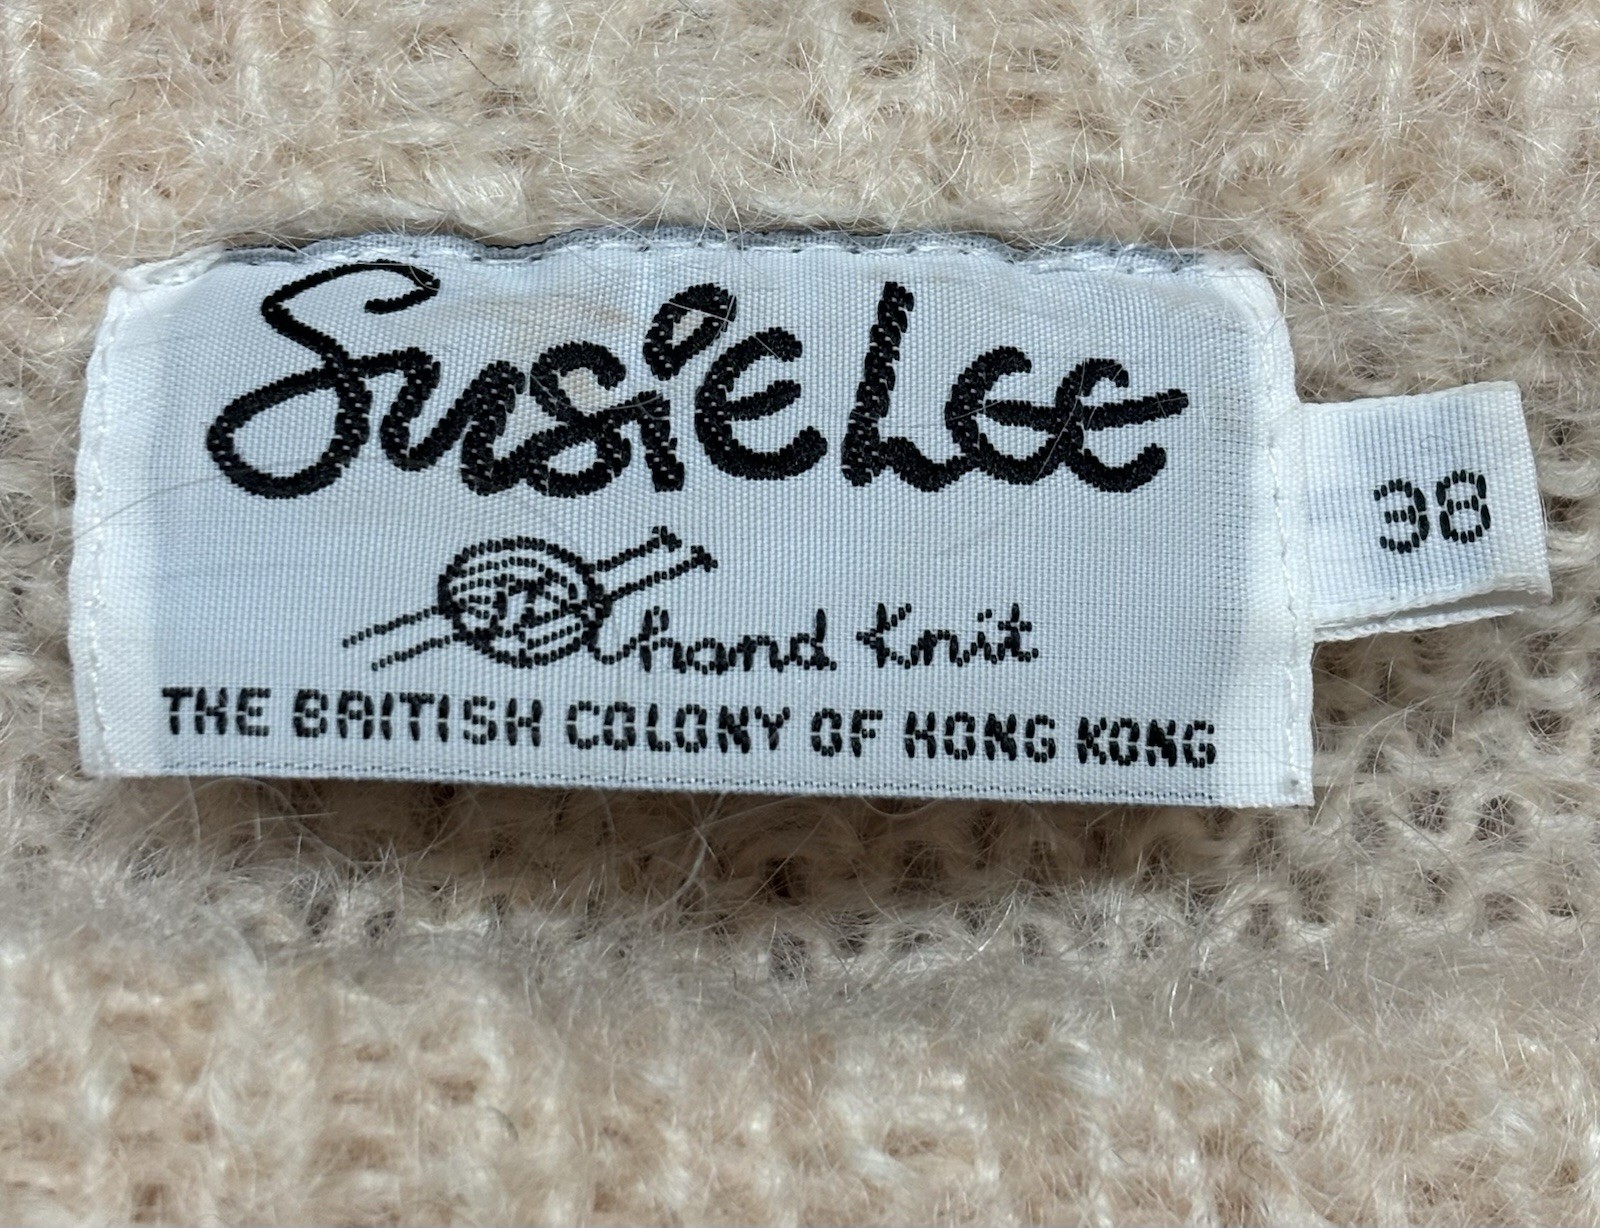 SusiE LEE
38
hand knit
THE BRITISH COLONY OF HONG KONG